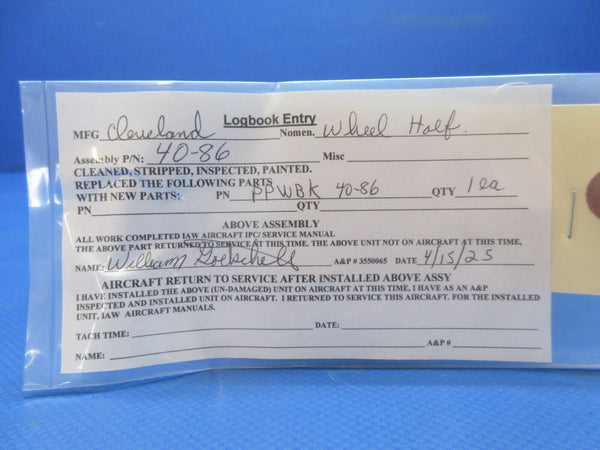 Logbook Entry
MFG Cleveland Nomen. Wheel Half
Assembly P/N: 40-86 Misc
CLEANED, STRIPPED, INSPECTED, PAINTED.
REPLACED THE FOLLOWING PARTS
WITH NEW PARTS: PN PPWBK 40-86 QTY 1 ea
PN QTY
ABOVE ASSEMBLY
ALL WORK COMPLETED IAW AIRCRAFT IPC/ SERVICE MANUAL
THE ABOVE PART RETURNED TO SERVICE AT THIS TIME, THE ABOVE UNIT NOT ON AIRCRAFT AT THIS TIME,
NAME: William A&P # 3550065 DATE 4/15/25
AIRCRAFT RETURN TO SERVICE AFTER INSTALLED ABOVE ASSY
I HAVE INSTALLED THE ABOVE (UN-DAMAGED) UNIT ON AIRCRAFT AT THIS TIME, I HAVE AS AN A&P
INSPECTED AND INSTALLED UNIT ON AIRCRAFT. I RETURNED TO SERVICE THIS AIRCRAFT. FOR THE INSTALLED
UNIT, IAW AIRCRAFT MANUALS.
TACH TIME: DATE:
NAME: A&P #